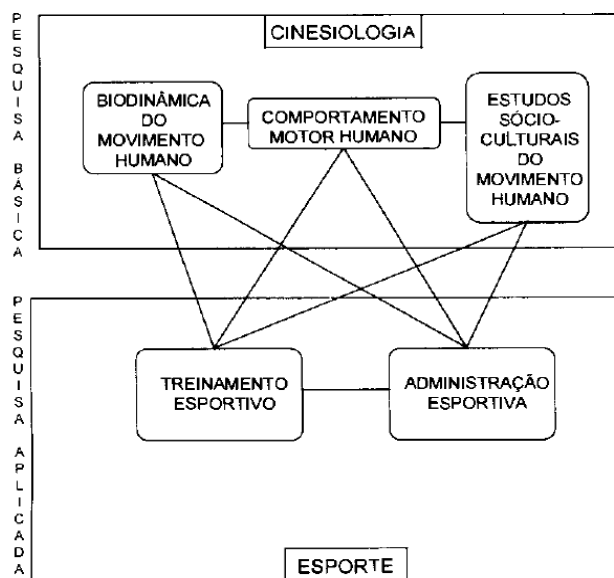 PESQUISA BÁSICA
CINESIOLOGIA
BIODINÂMICA
DO
MOVIMENTO
HUMANO
COMPORTAMENTO
MOTOR HUMANO
ESTUDOS
SÓCIO-
CULTURAIS
DO
MOVIMENTO
HUMANO
PESQUISA APLICADA
TREINAMENTO
ESPORTIVO
ADMINISTRAÇÃO
ESPORTIVA
ESPORTE